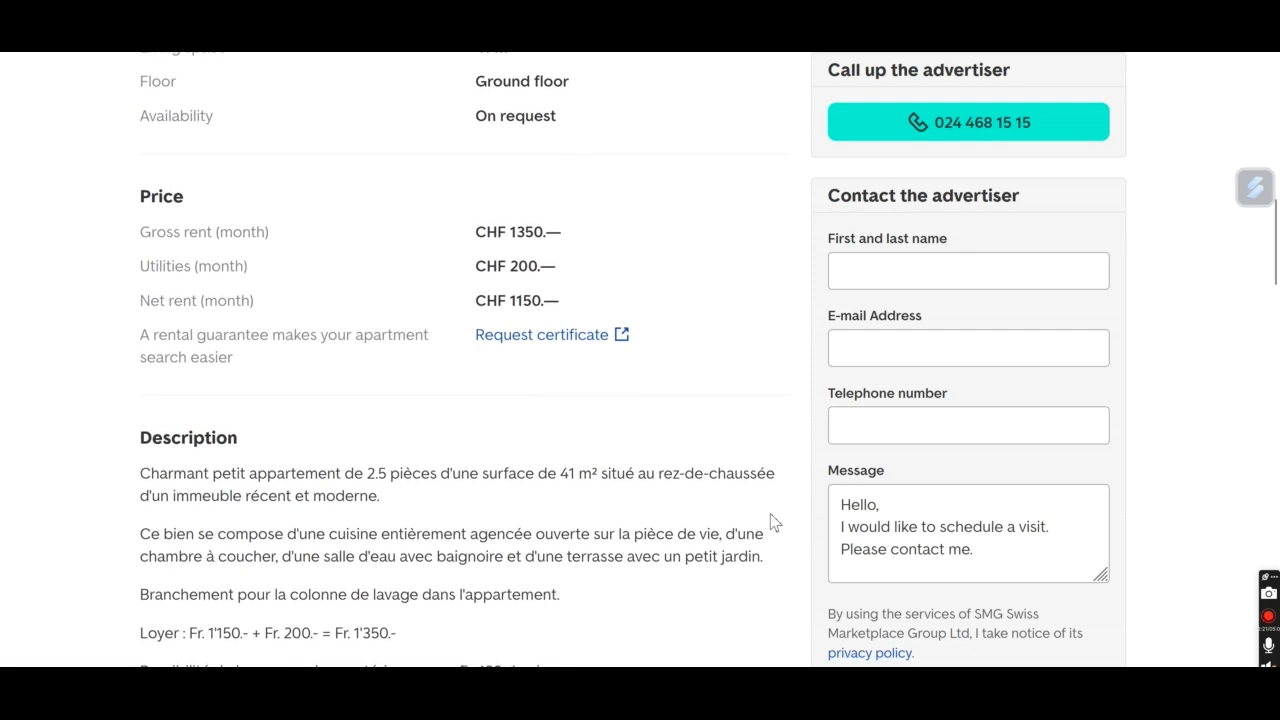 Floor
Ground floor
Availability
On request
Price
Gross rent (month)
CHF 1350.—
Utilities (month)
CHF 200.—
Net rent (month)
CHF 1150.—
A rental guarantee makes your apartment
search easier
Request certificate
Description
Charmant petit appartement de 2.5 pièces d'une surface de 41 m² situé au rez-de-chaussée
d'un immeuble récent et moderne.
Ce bien se compose d'une cuisine entièrement agencée ouverte sur la pièce de vie, d'une
chambre à coucher, d'une salle d'eau avec baignoire et d'une terrasse avec un petit jardin.
Branchement pour la colonne de lavage dans l'appartement.
Loyer : Fr. 1'150.- + Fr. 200.- = Fr. 1'350.-
Call up the advertiser
024 468 15 15
Contact the advertiser
First and last name
E-mail Address
Telephone number
Message
Hello,
I would like to schedule a visit.
Please contact me.
By using the services of SMG Swiss
Marketplace Group Ltd, I take notice of its
privacy policy.